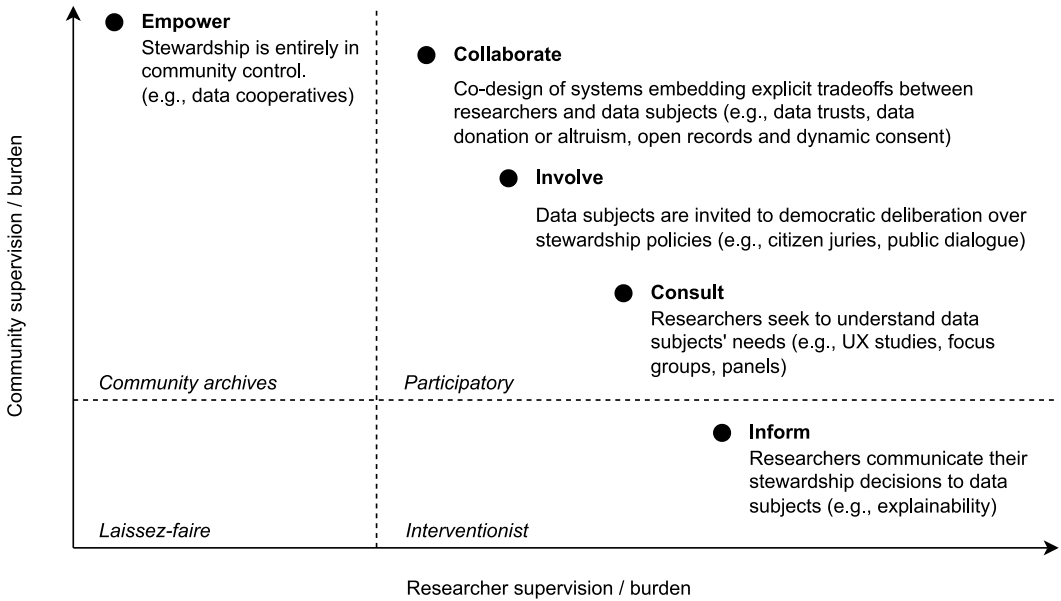 Empower
Stewardship is entirely in
community control.
(e.g., data cooperatives)
Collaborate
Co-design of systems embedding explicit tradeoffs between
researchers and data subjects (e.g., data trusts, data
donation or altruism, open records and dynamic consent)
Involve
Data subjects are invited to democratic deliberation over
stewardship policies (e.g., citizen juries, public dialogue)
Consult
Researchers seek to understand data
subjects' needs (e.g., UX studies, focus
groups, panels)
Community archives
Participatory
Inform
Researchers communicate their
stewardship decisions to data
subjects (e.g., explainability)
Laissez-faire
Interventionist
Community supervision / burden
Researcher supervision / burden